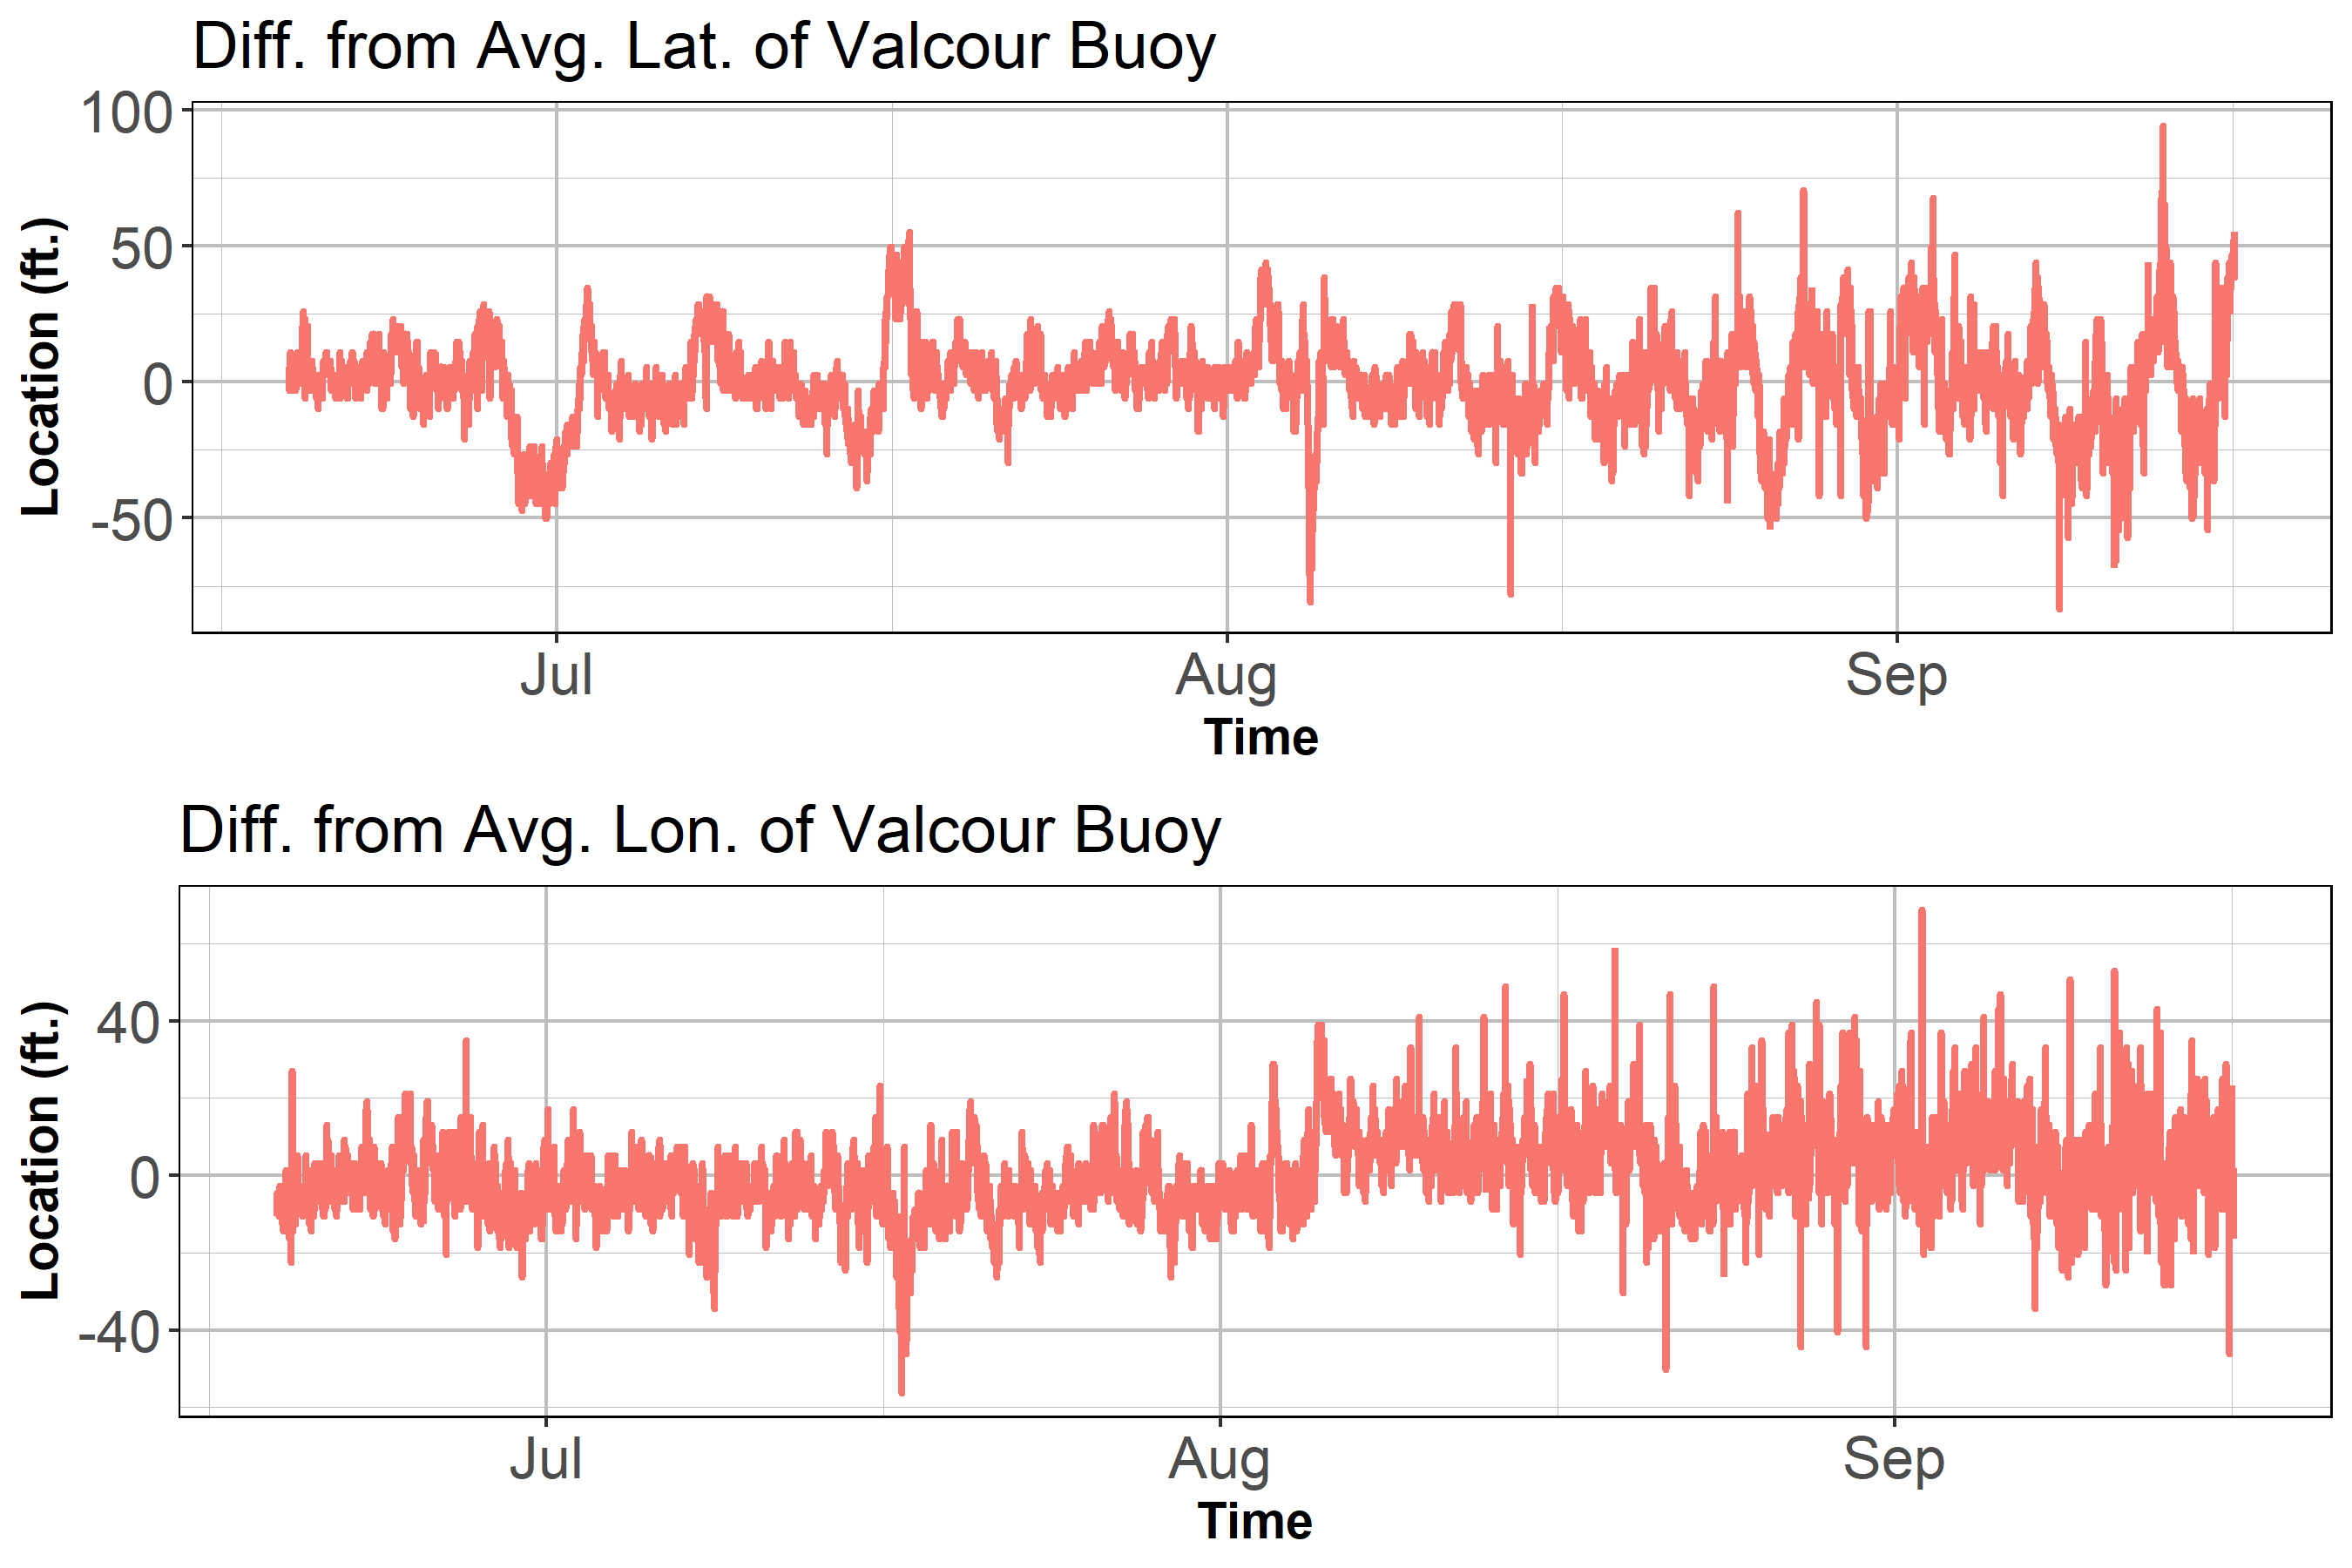 Diff. from Avg. Lat. of Valcour Buoy
Location (ft.)
100
50
0
-50
Jul
Aug
Sep
Time
Diff. from Avg. Lon. of Valcour Buoy
Location (ft.)
40
0
-40
Jul
Aug
Sep
Time